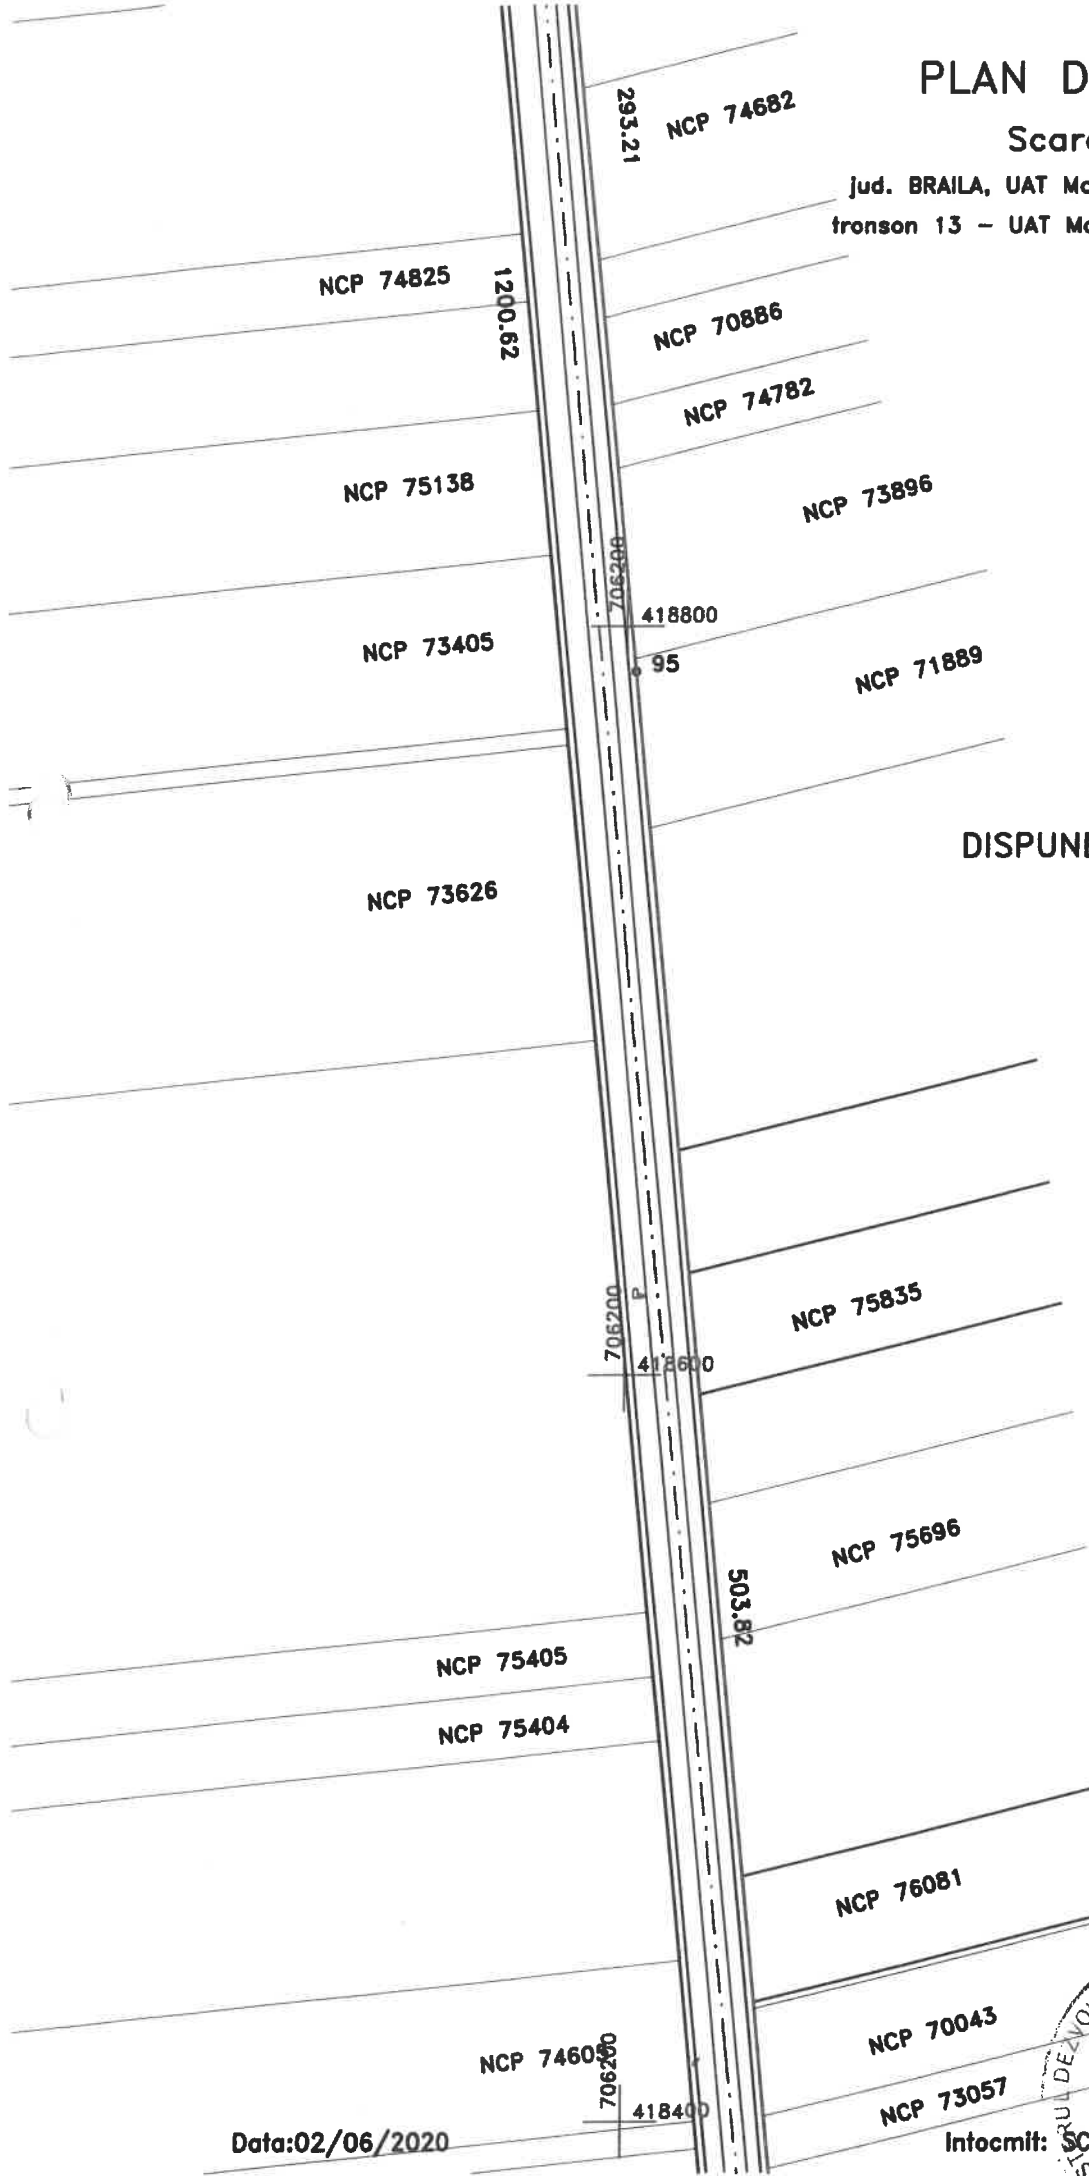 PLAN D
Scar
jud. BRAILA, UAT
tronson 13 – UAT
293.21
NCP 74682
NCP 74825
1200.62
NCP 70886
NCP 74782
NCP 75138
NCP 73896
706200
418800
NCP 73405
95
NCP 71889
DISPUN
NCP 73626
706200
P
418600
NCP 75835
NCP 75696
503.82
NCP 75405
NCP 75404
NCP 76081
NCP 70043
NCP 7460
706200
NCP 73057
418400
Data:02/06/2020
Intocmit: SC